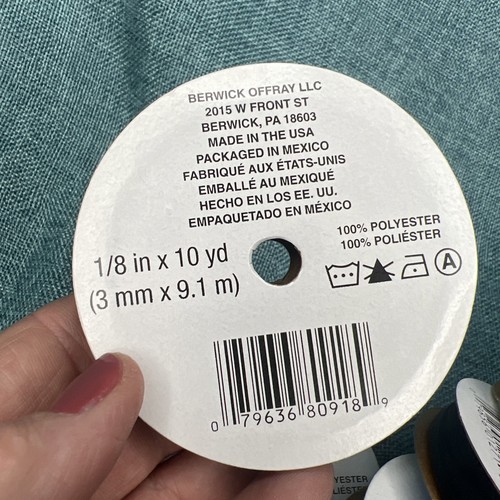 BERWICK OFFRAY LLC
2015 W FRONT ST
BERWICK, PA 18603
MADE IN THE USA
PACKAGED IN MEXICO
FABRIQUÉ AUX ÉTATS-UNIS
EMBALLÉ AU MEXIQUÉ
HECHO EN LOS EE. UU.
EMPAQUETADO EN MÉXICO
100% POLYESTER
100% POLIÉSTER
1/8 in x 10 yd
(3 mm x 9.1 m)
A
0 79636 80918 9